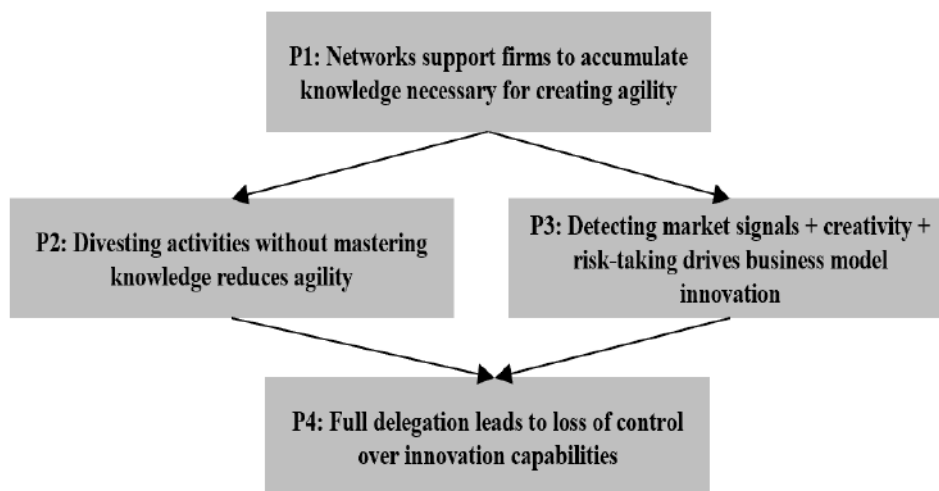 P1: Networks support firms to accumulate
knowledge necessary for creating agility
P2: Divesting activities without mastering
knowledge reduces agility
P3: Detecting market signals + creativity +
risk-taking drives business model
innovation
P4: Full delegation leads to loss of control
over innovation capabilities